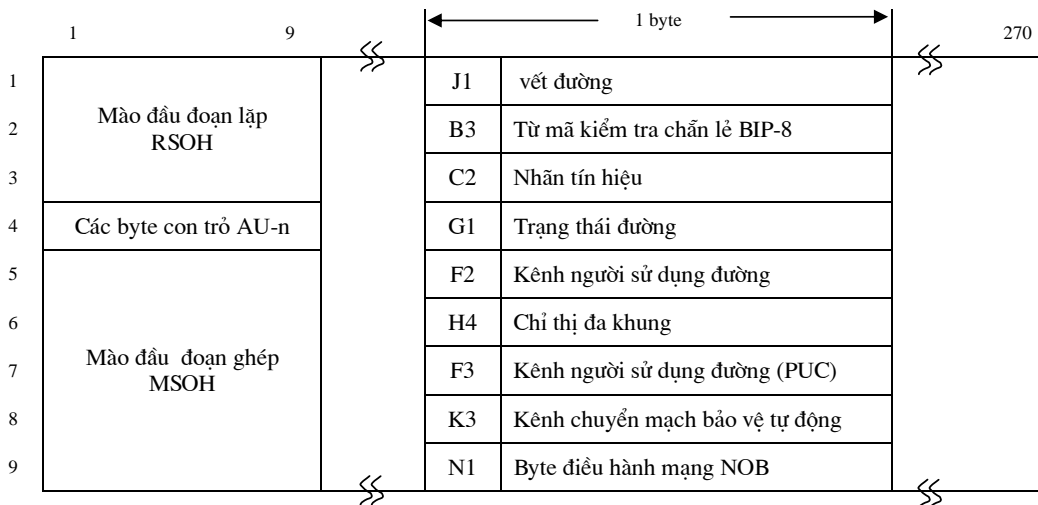 1 byte
1 9 270
1 J1 vết đường
Mào đầu đoạn lặp
2 B3 Từ mã kiểm tra chẵn lẻ BIP-8
RSOH
3 C2 Nhãn tín hiệu
4 Các byte con trỏ AU-n G1 Trạng thái đường
5 F2 Kênh người sử dụng đường
6 H4 Chỉ thị đa khung
Mào đầu đoạn ghép
7 F3 Kênh người sử dụng đường (PUC)
MSOH
8 K3 Kênh chuyển mạch bảo vệ tự động
9 N1 Byte điều hành mạng NOB